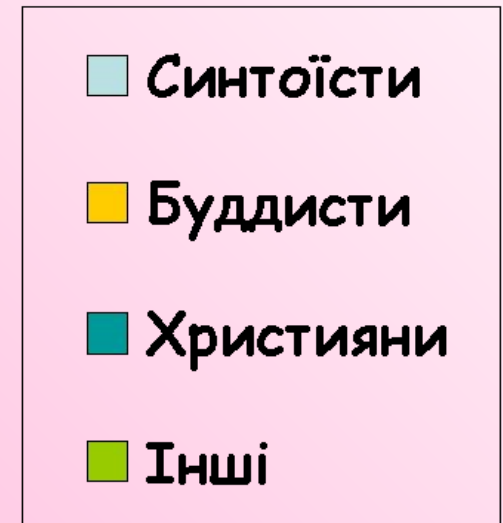 Синтоїсти
Буддисти
Християни
Інші